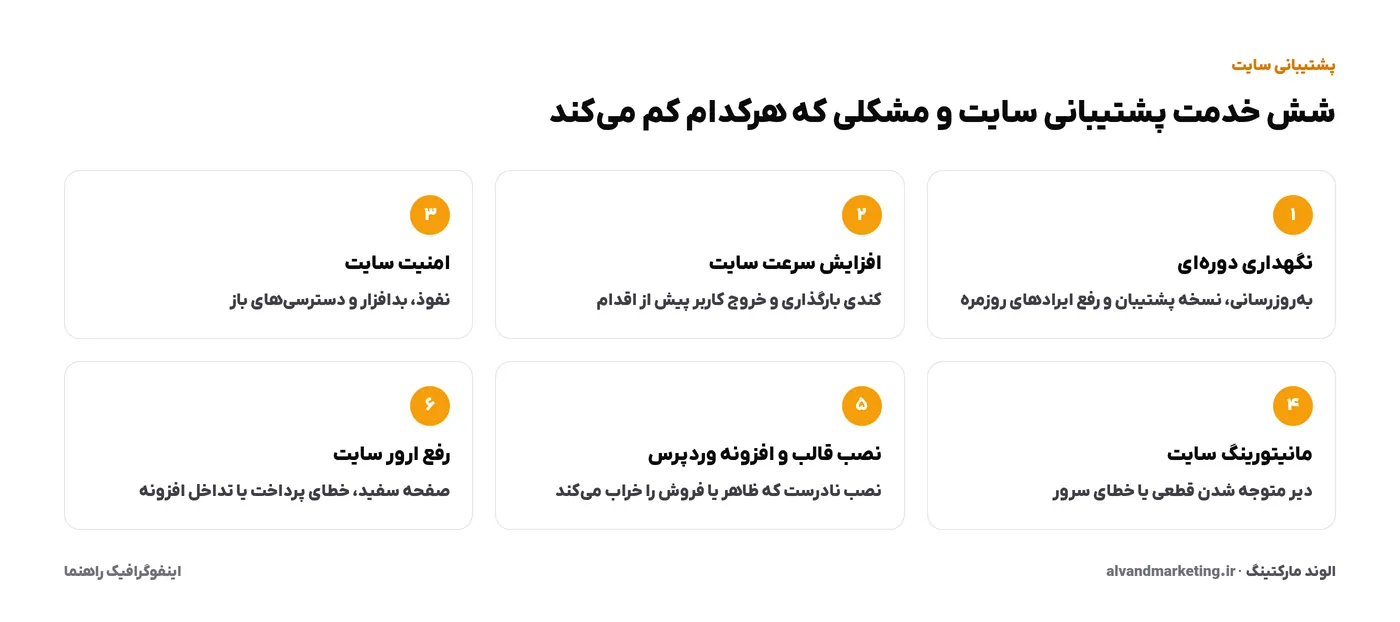 پشتیبانی سایت
شش خدمت پشتیبانی سایت و مشکلی که هرکدام کم می‌کند
۱
نگهداری دوره‌ای
به‌روزرسانی، نسخه پشتیبان و رفع ایرادهای روزمره
۲
افزایش سرعت سایت
کندی بارگذاری و خروج کاربر پیش از اقدام
۳
امنیت سایت
نفوذ، بدافزار و دسترسی‌های باز
۴
مانیتورینگ سایت
دیر متوجه شدن قطعی یا خطای سرور
۵
نصب قالب و افزونه وردپرس
نصب نادرست که ظاهر یا فروش را خراب می‌کند
۶
رفع ارور سایت
صفحه سفید، خطای پرداخت یا تداخل افزونه
الوند مارکتینگ · alvandmarketing.ir
اینفوگرافیک راهنما